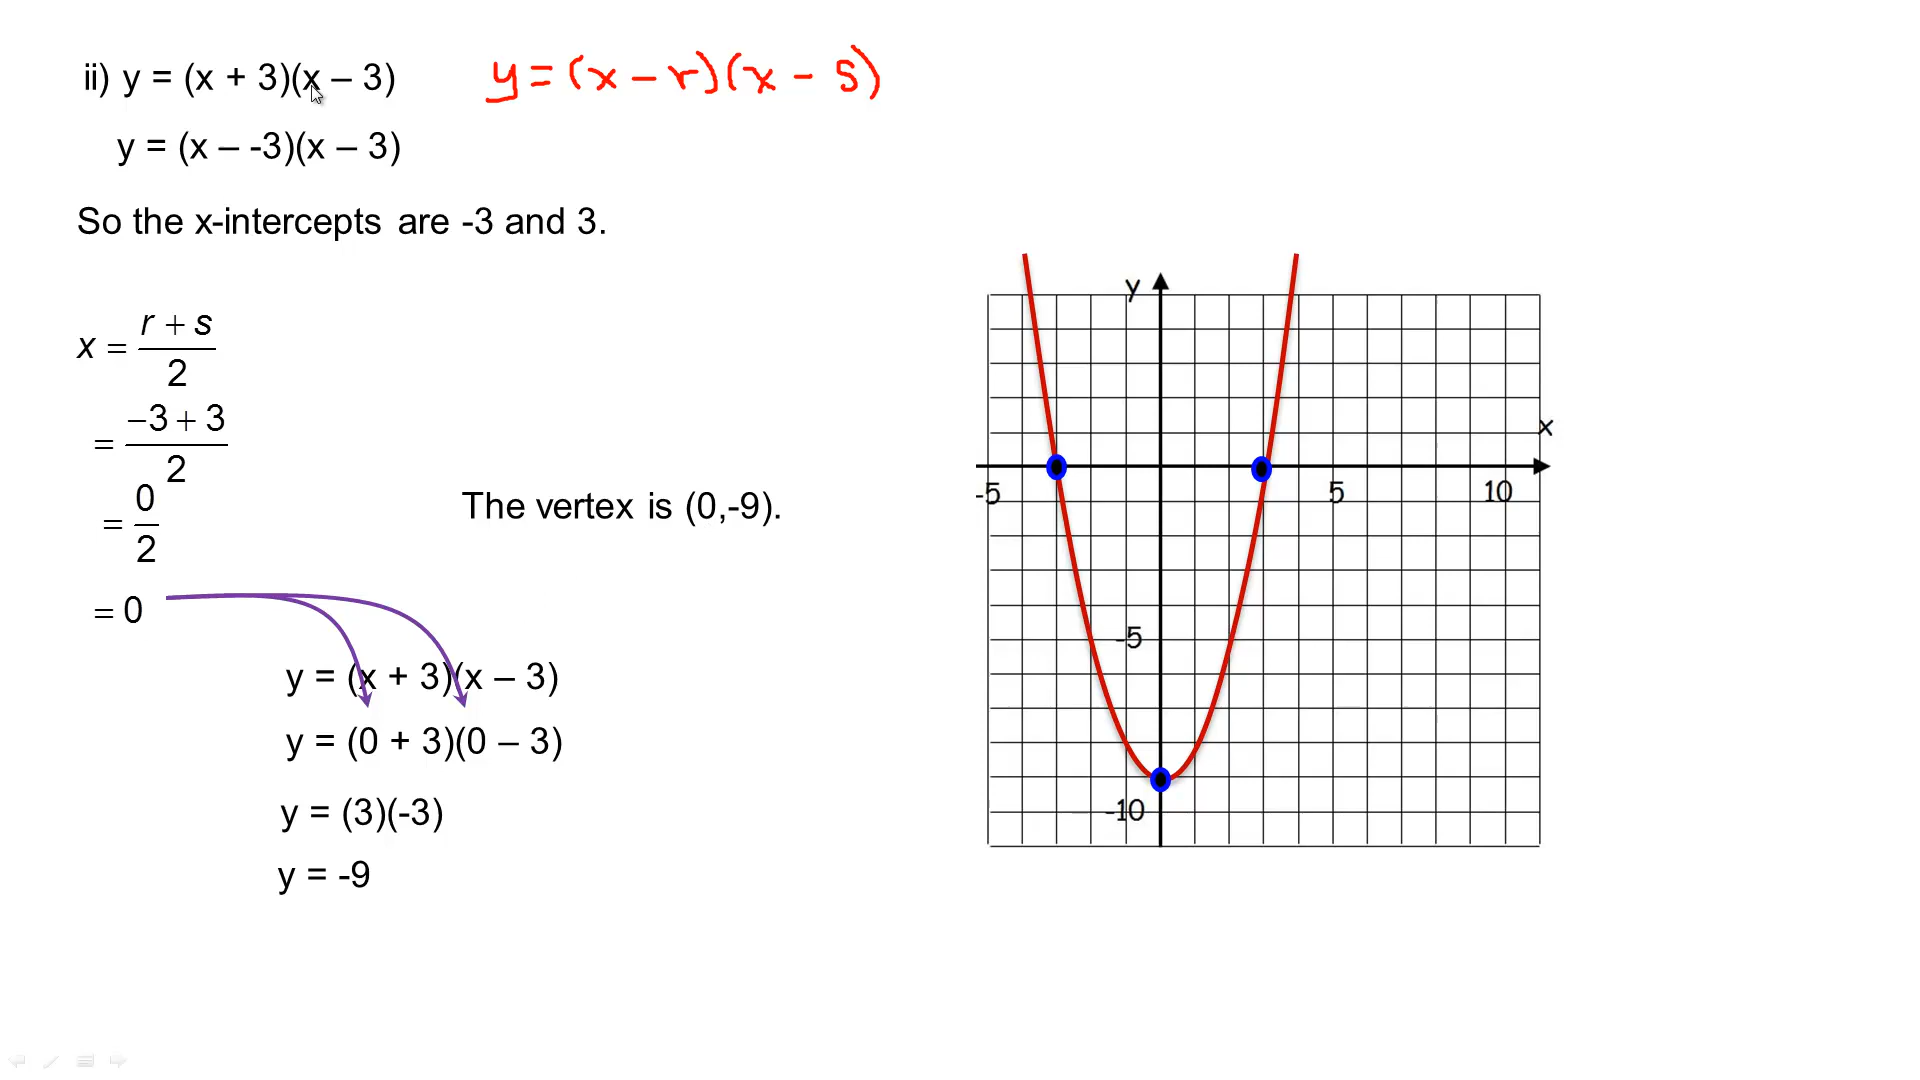 ii) y = (x + 3)(x – 3)
y = (x – r)(x – s)
y = (x – -3)(x – 3)
So the x-intercepts are -3 and 3.
x = r + s / 2
= −3 + 3 / 2
= 0 / 2
= 0
The vertex is (0,-9).
y = (x + 3)(x – 3)
y = (0 + 3)(0 – 3)
y = (3)(-3)
y = -9
y
x
-5
5
10
-5
-10